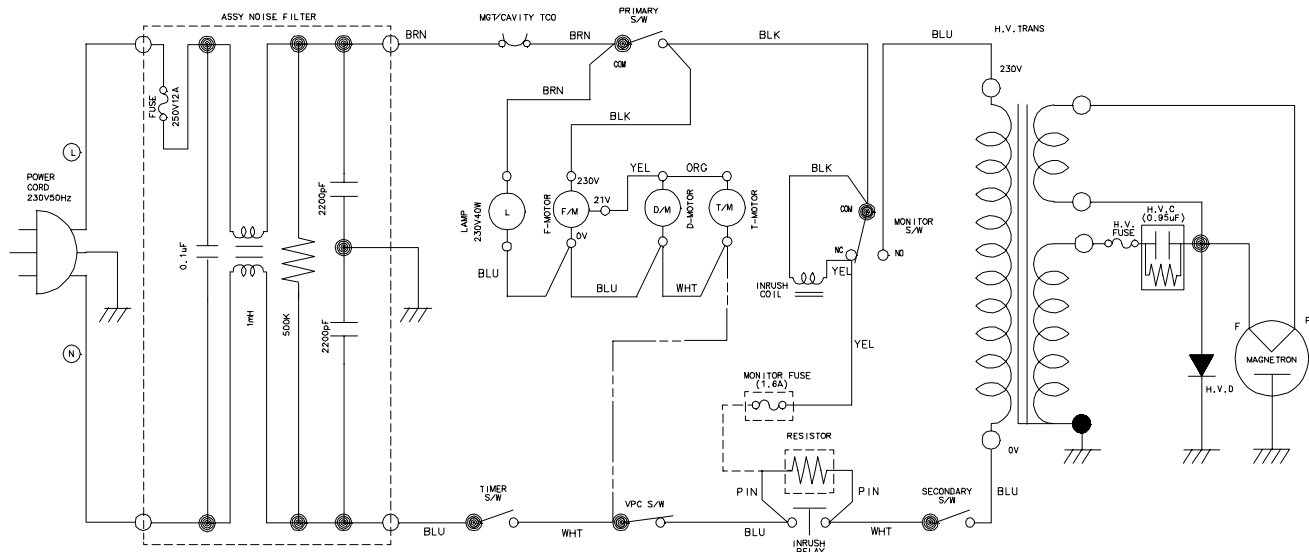 ASSY NOISE FILTER
POWER
CORD
230V50Hz
L
N
FUSE
250V12A
0.1uF
1mH
500K
2200pF
2200pF
BRN
MGT/CAVITY TCO
BRN
PRIMARY
S/W
COM
BLK
BRN
BLK
LAMP
230V40W
L
BLU
F-MOTOR
230V
F/M
21V
0V
YEL
ORG
D/M
D-MOTOR
T/M
T-MOTOR
BLU
WHT
BLK
COM
MONITOR
S/W
NC
NO
YEL
INRUSH
COIL
YEL
BLU
H.V.TRANS
230V
0V
MONITOR FUSE
(1.6A)
RESISTOR
PIN
PIN
BLU
TIMER
S/W
WHT
VPC S/W
BLU
INRUSH
RELAY
WHT
SECONDARY
S/W
BLU
H.V.
FUSE
H.V.C
(0.95uF)
H.V.D
F
F
MAGNETRON